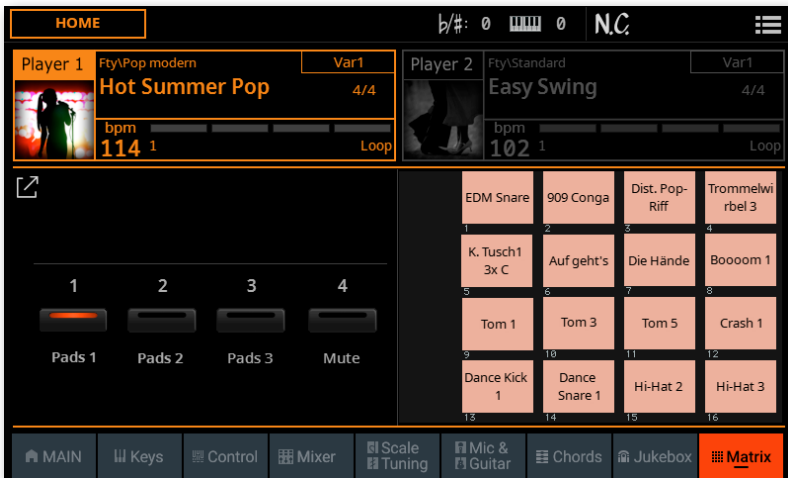 HOME
b/#: 0 0 N.C.
Player 1
Fty\Pop modern
Var1
Hot Summer Pop
4/4
bpm
114
1
Loop
Player 2
Fty\Standard
Var1
Easy Swing
4/4
bpm
102
1
Loop
1 2 3 4
Pads 1 Pads 2 Pads 3 Mute
EDM Snare
1
909 Conga
2
Dist. Pop-
Riff
3
Trommelwi
rbel 3
4
K. Tusch1
3x C
5
Auf geht's
6
Die Hände
7
Boooom 1
8
Tom 1
9
Tom 3
10
Tom 5
11
Crash 1
12
Dance Kick
1
13
Dance
Snare 1
14
Hi-Hat 2
15
Hi-Hat 3
16
MAIN
Keys
Control
Mixer
Scale
Tuning
Mic &
Guitar
Chords
Jukebox
Matrix